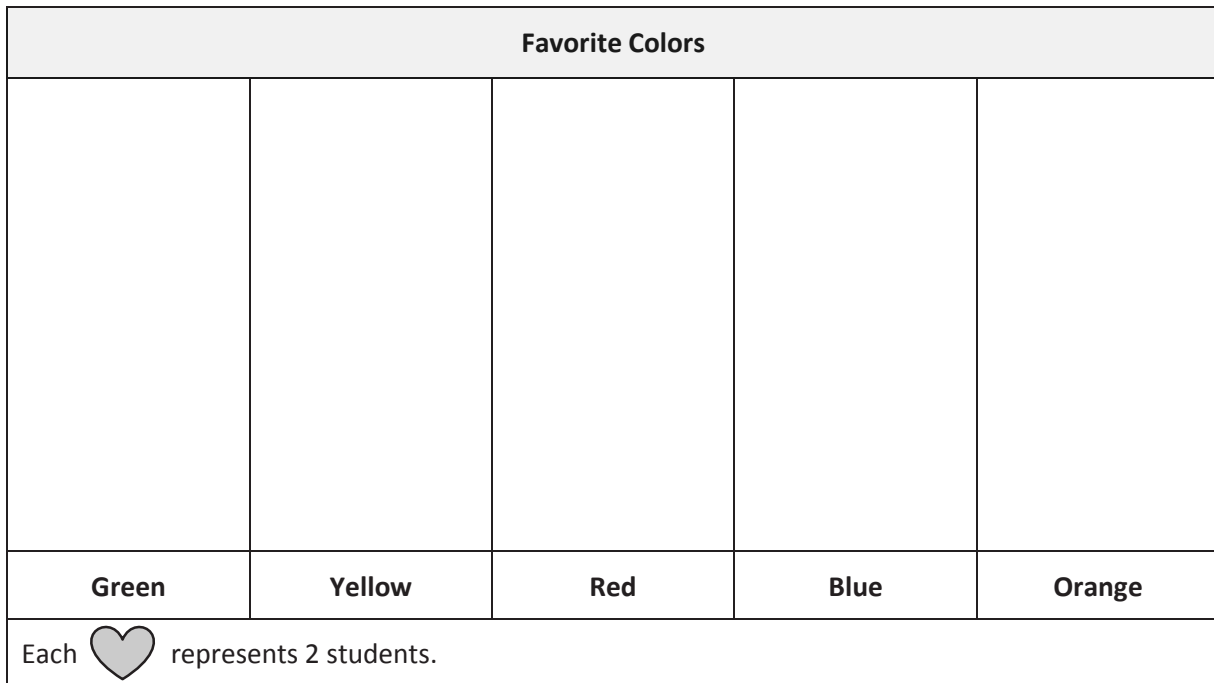 Favorite Colors
Green Yellow Red Blue Orange
Each represents 2 students.